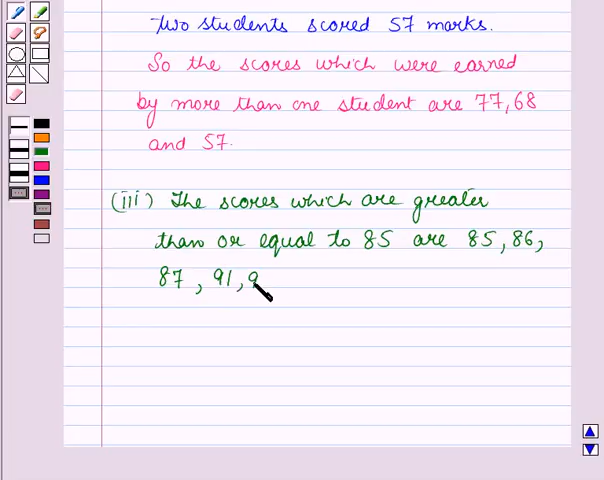 Two students scored 57 marks.
So the scores which were earned
by more than one student are 77, 68
and 57.
(iii) The scores which are greater
than or equal to 85 are 85, 86,
87, 91, 9